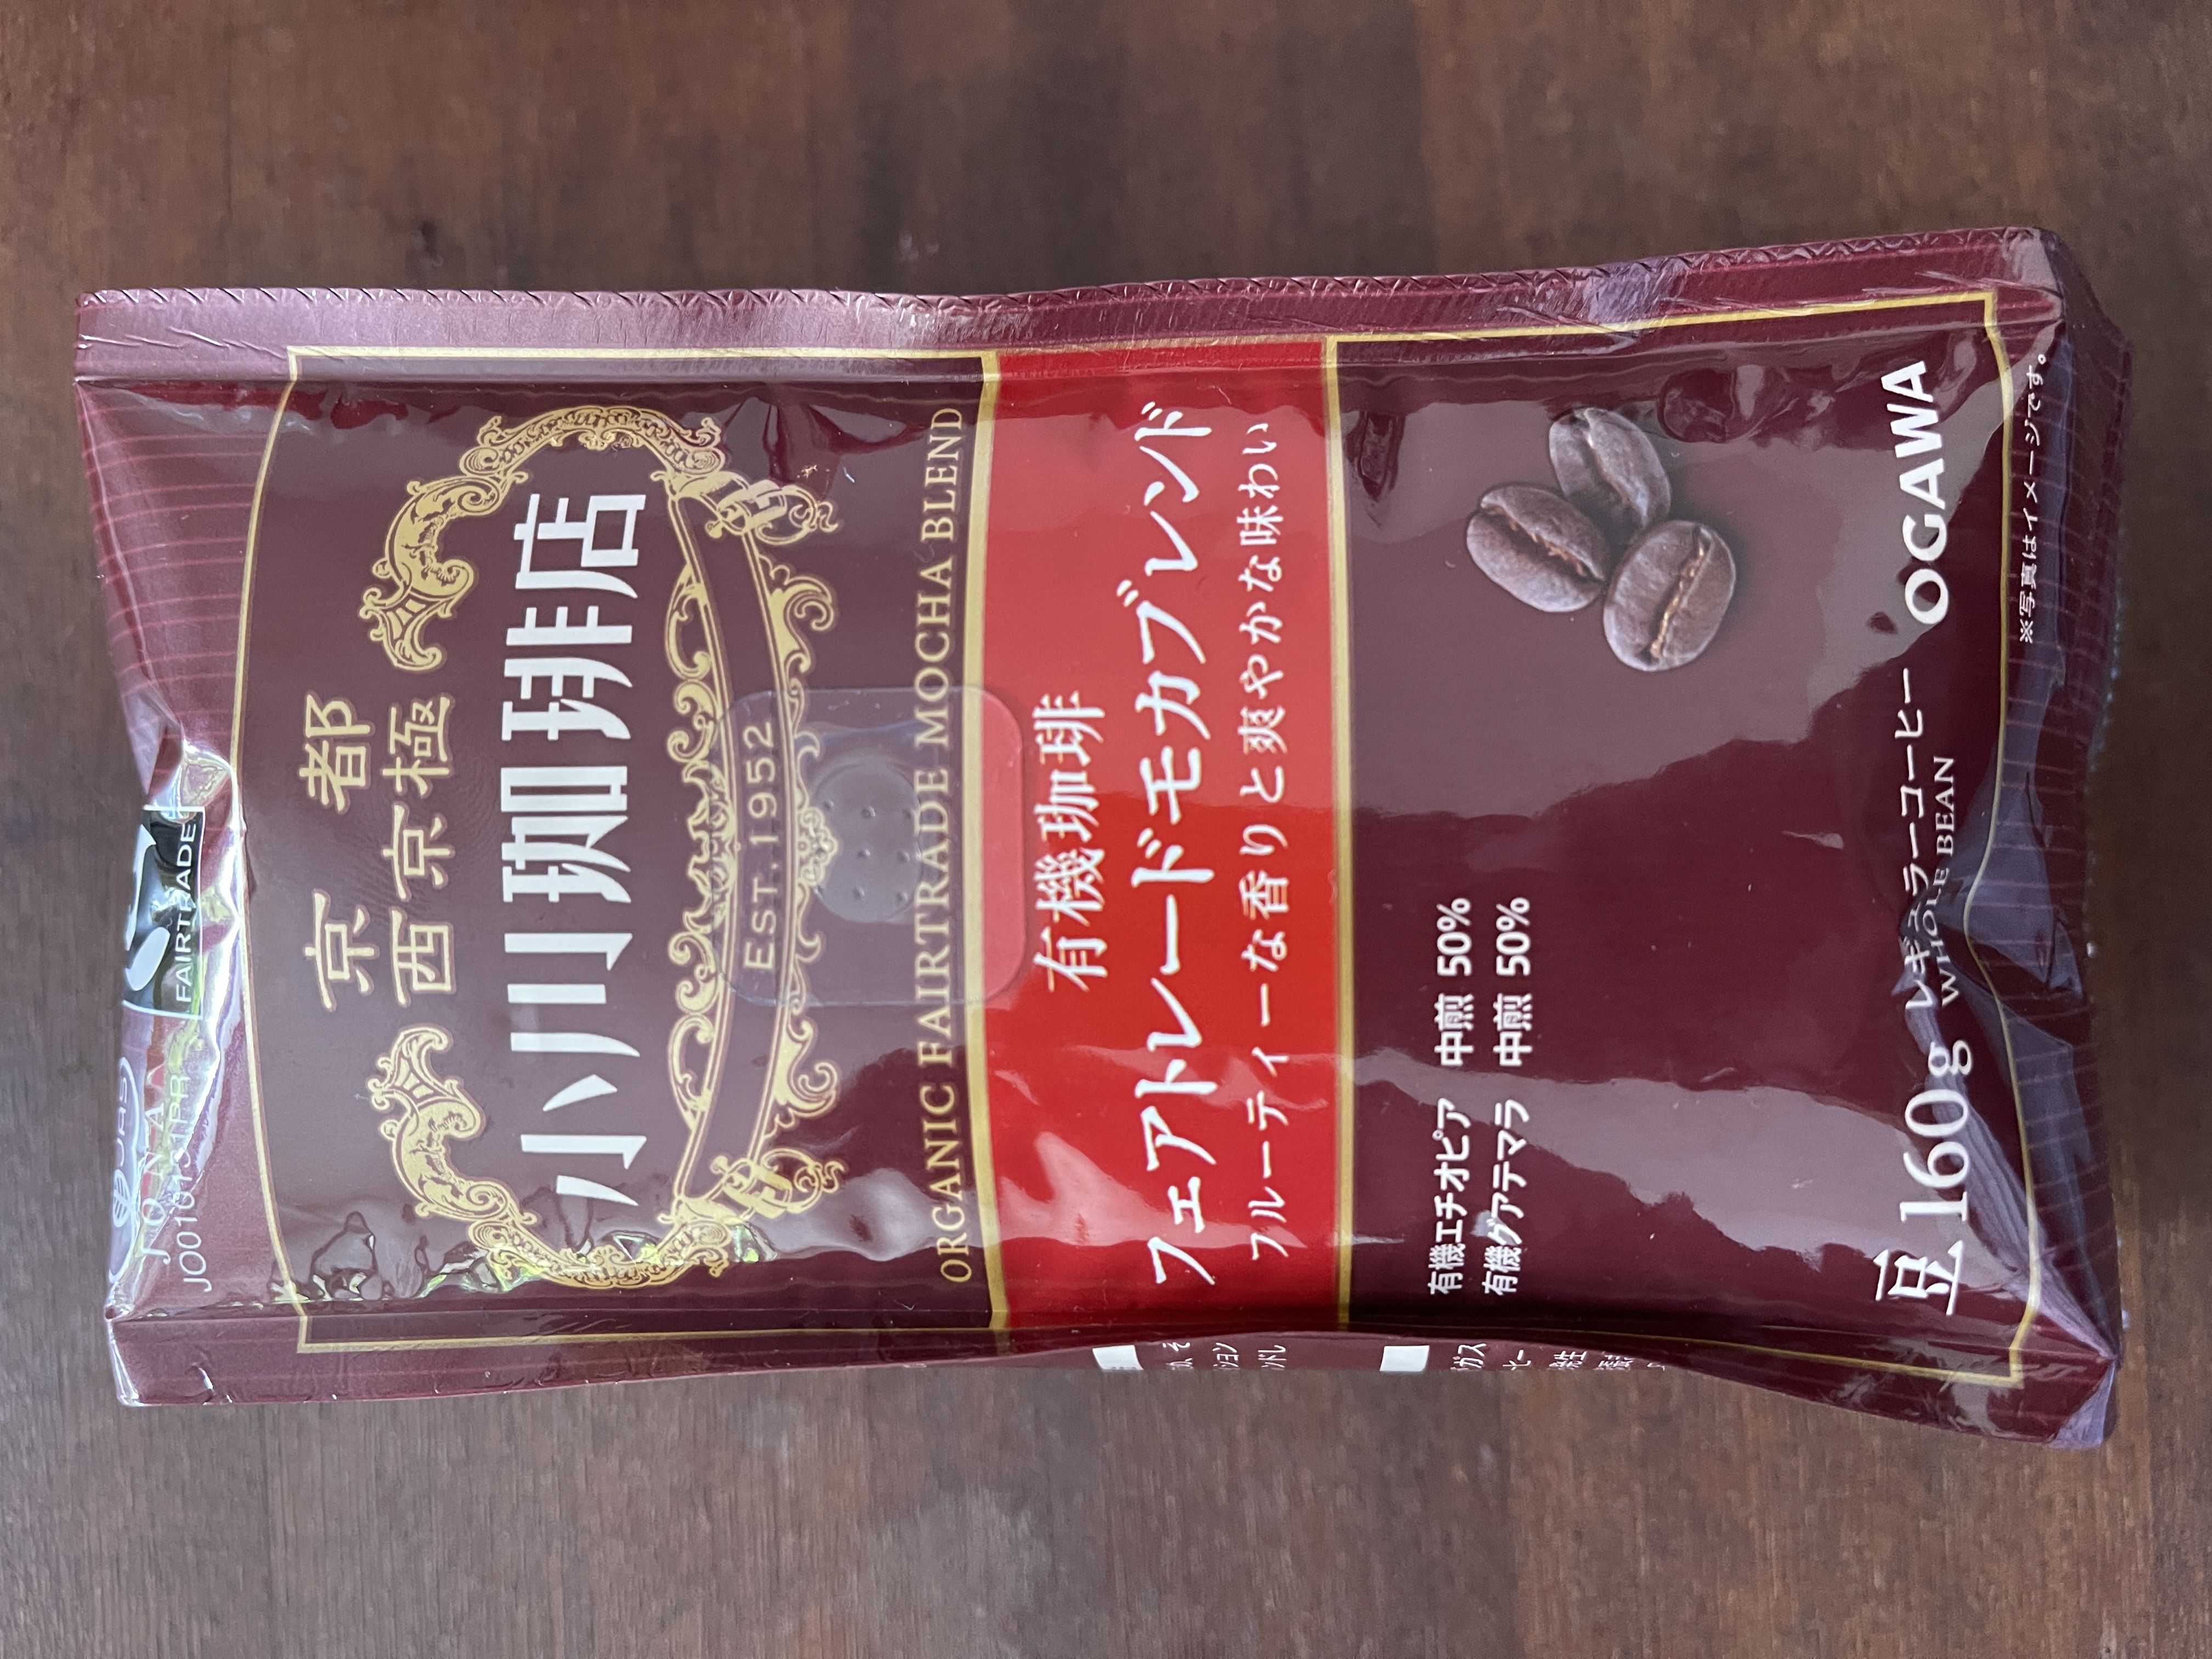 FAIRTRADE
JAS
京都
西京極
小川珈琲店
EST.1952
ORGANIC FAIRTRADE MOCHA BLEND
有機珈琲
フェアトレードモカブレンド
フルーティーな香りと爽やかな味わい
有機エチオピア 中煎 50%
有機グアテマラ 中煎 50%
豆 160g レギュラーコーヒー OGAWA
WHOLE BEAN
※写真はイメージです。